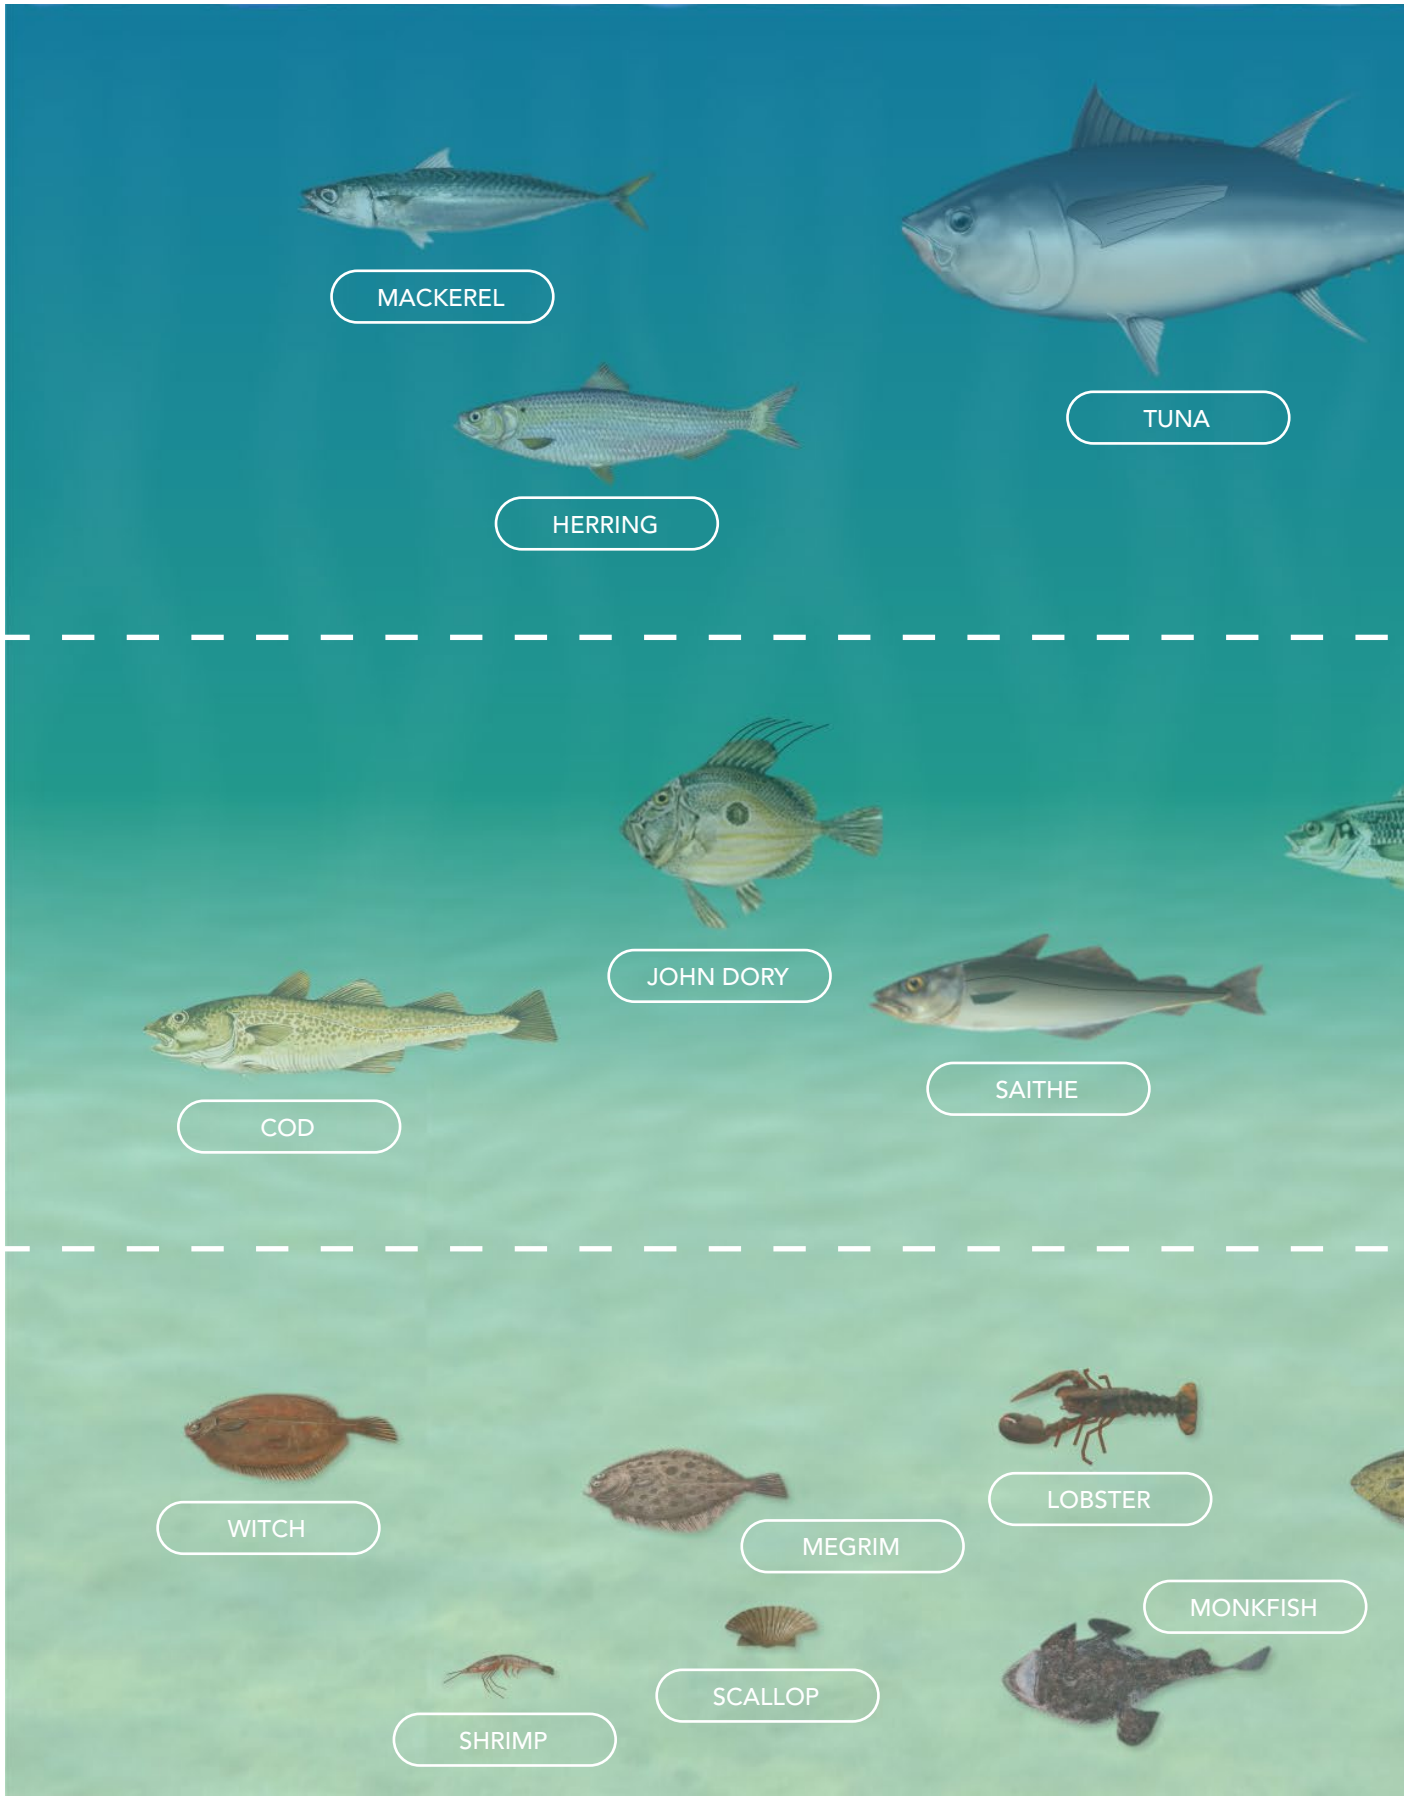 MACKEREL
TUNA
HERRING
JOHN DORY
SAITHE
COD
WITCH
MEGRIM
LOBSTER
MONKFISH
SCALLOP
SHRIMP